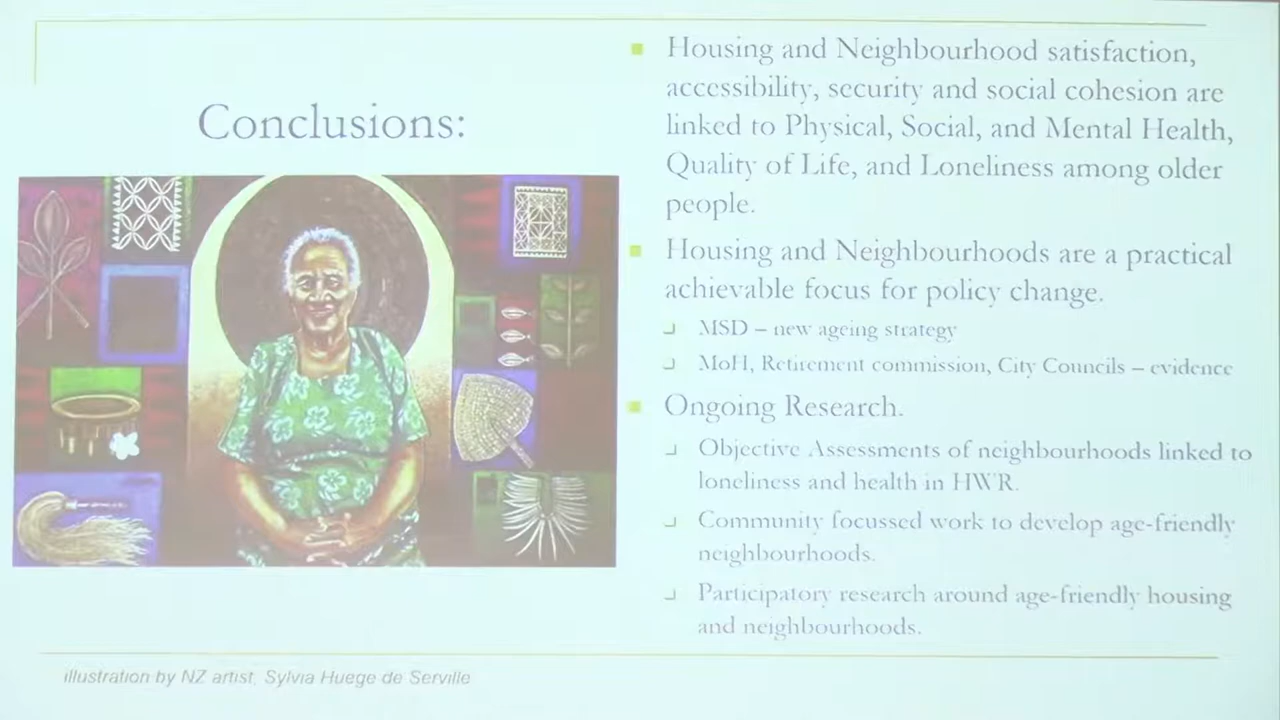 Conclusions:
Housing and Neighbourhood satisfaction,
accessibility, security and social cohesion are
linked to Physical, Social, and Mental Health,
Quality of Life, and Loneliness among older
people.
Housing and Neighbourhoods are a practical
achievable focus for policy change.
MSD – new ageing strategy
MoH, Retirement commission, City Councils – evidence
Ongoing Research.
Objective Assessments of neighbourhoods linked to
loneliness and health in HWR.
Community focussed work to develop age-friendly
neighbourhoods.
Participatory research around age-friendly housing
and neighbourhoods.
illustration by NZ artist, Sylvia Huege de Serville